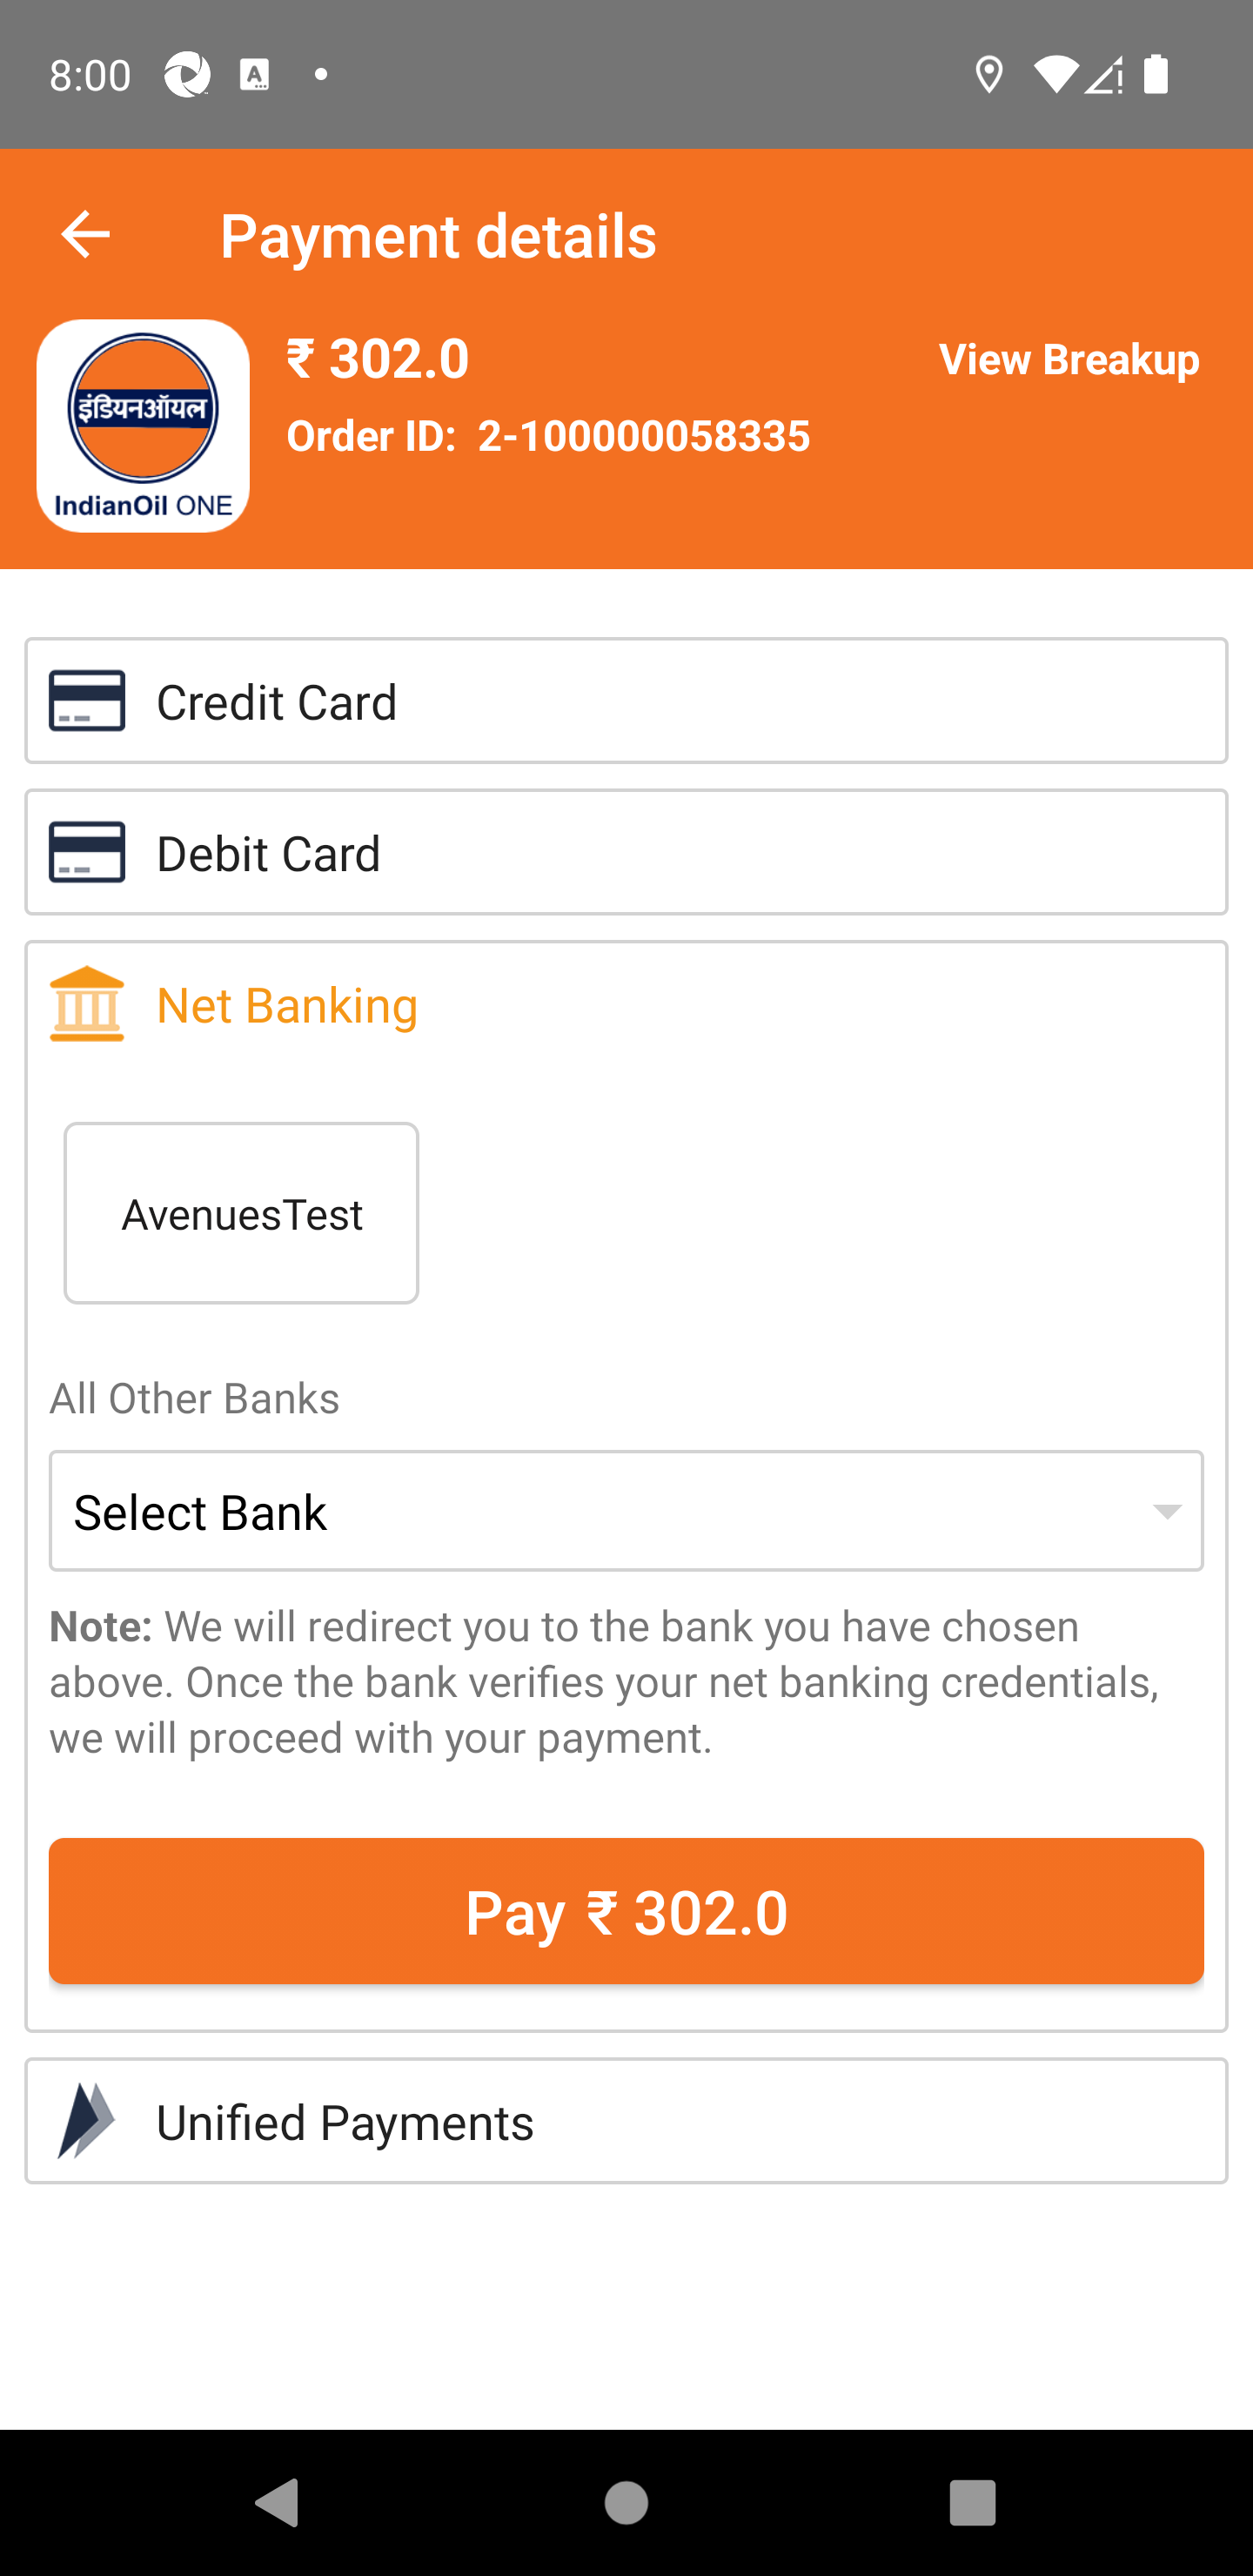 8:00
Payment details
₹ 302.0
View Breakup
Order ID: 2-100000058335
इंडियनऑयल
IndianOil ONE
Credit Card
Debit Card
Net Banking
AvenuesTest
All Other Banks
Select Bank
Note: We will redirect you to the bank you have chosen
above. Once the bank verifies your net banking credentials,
we will proceed with your payment.
Pay ₹ 302.0
Unified Payments